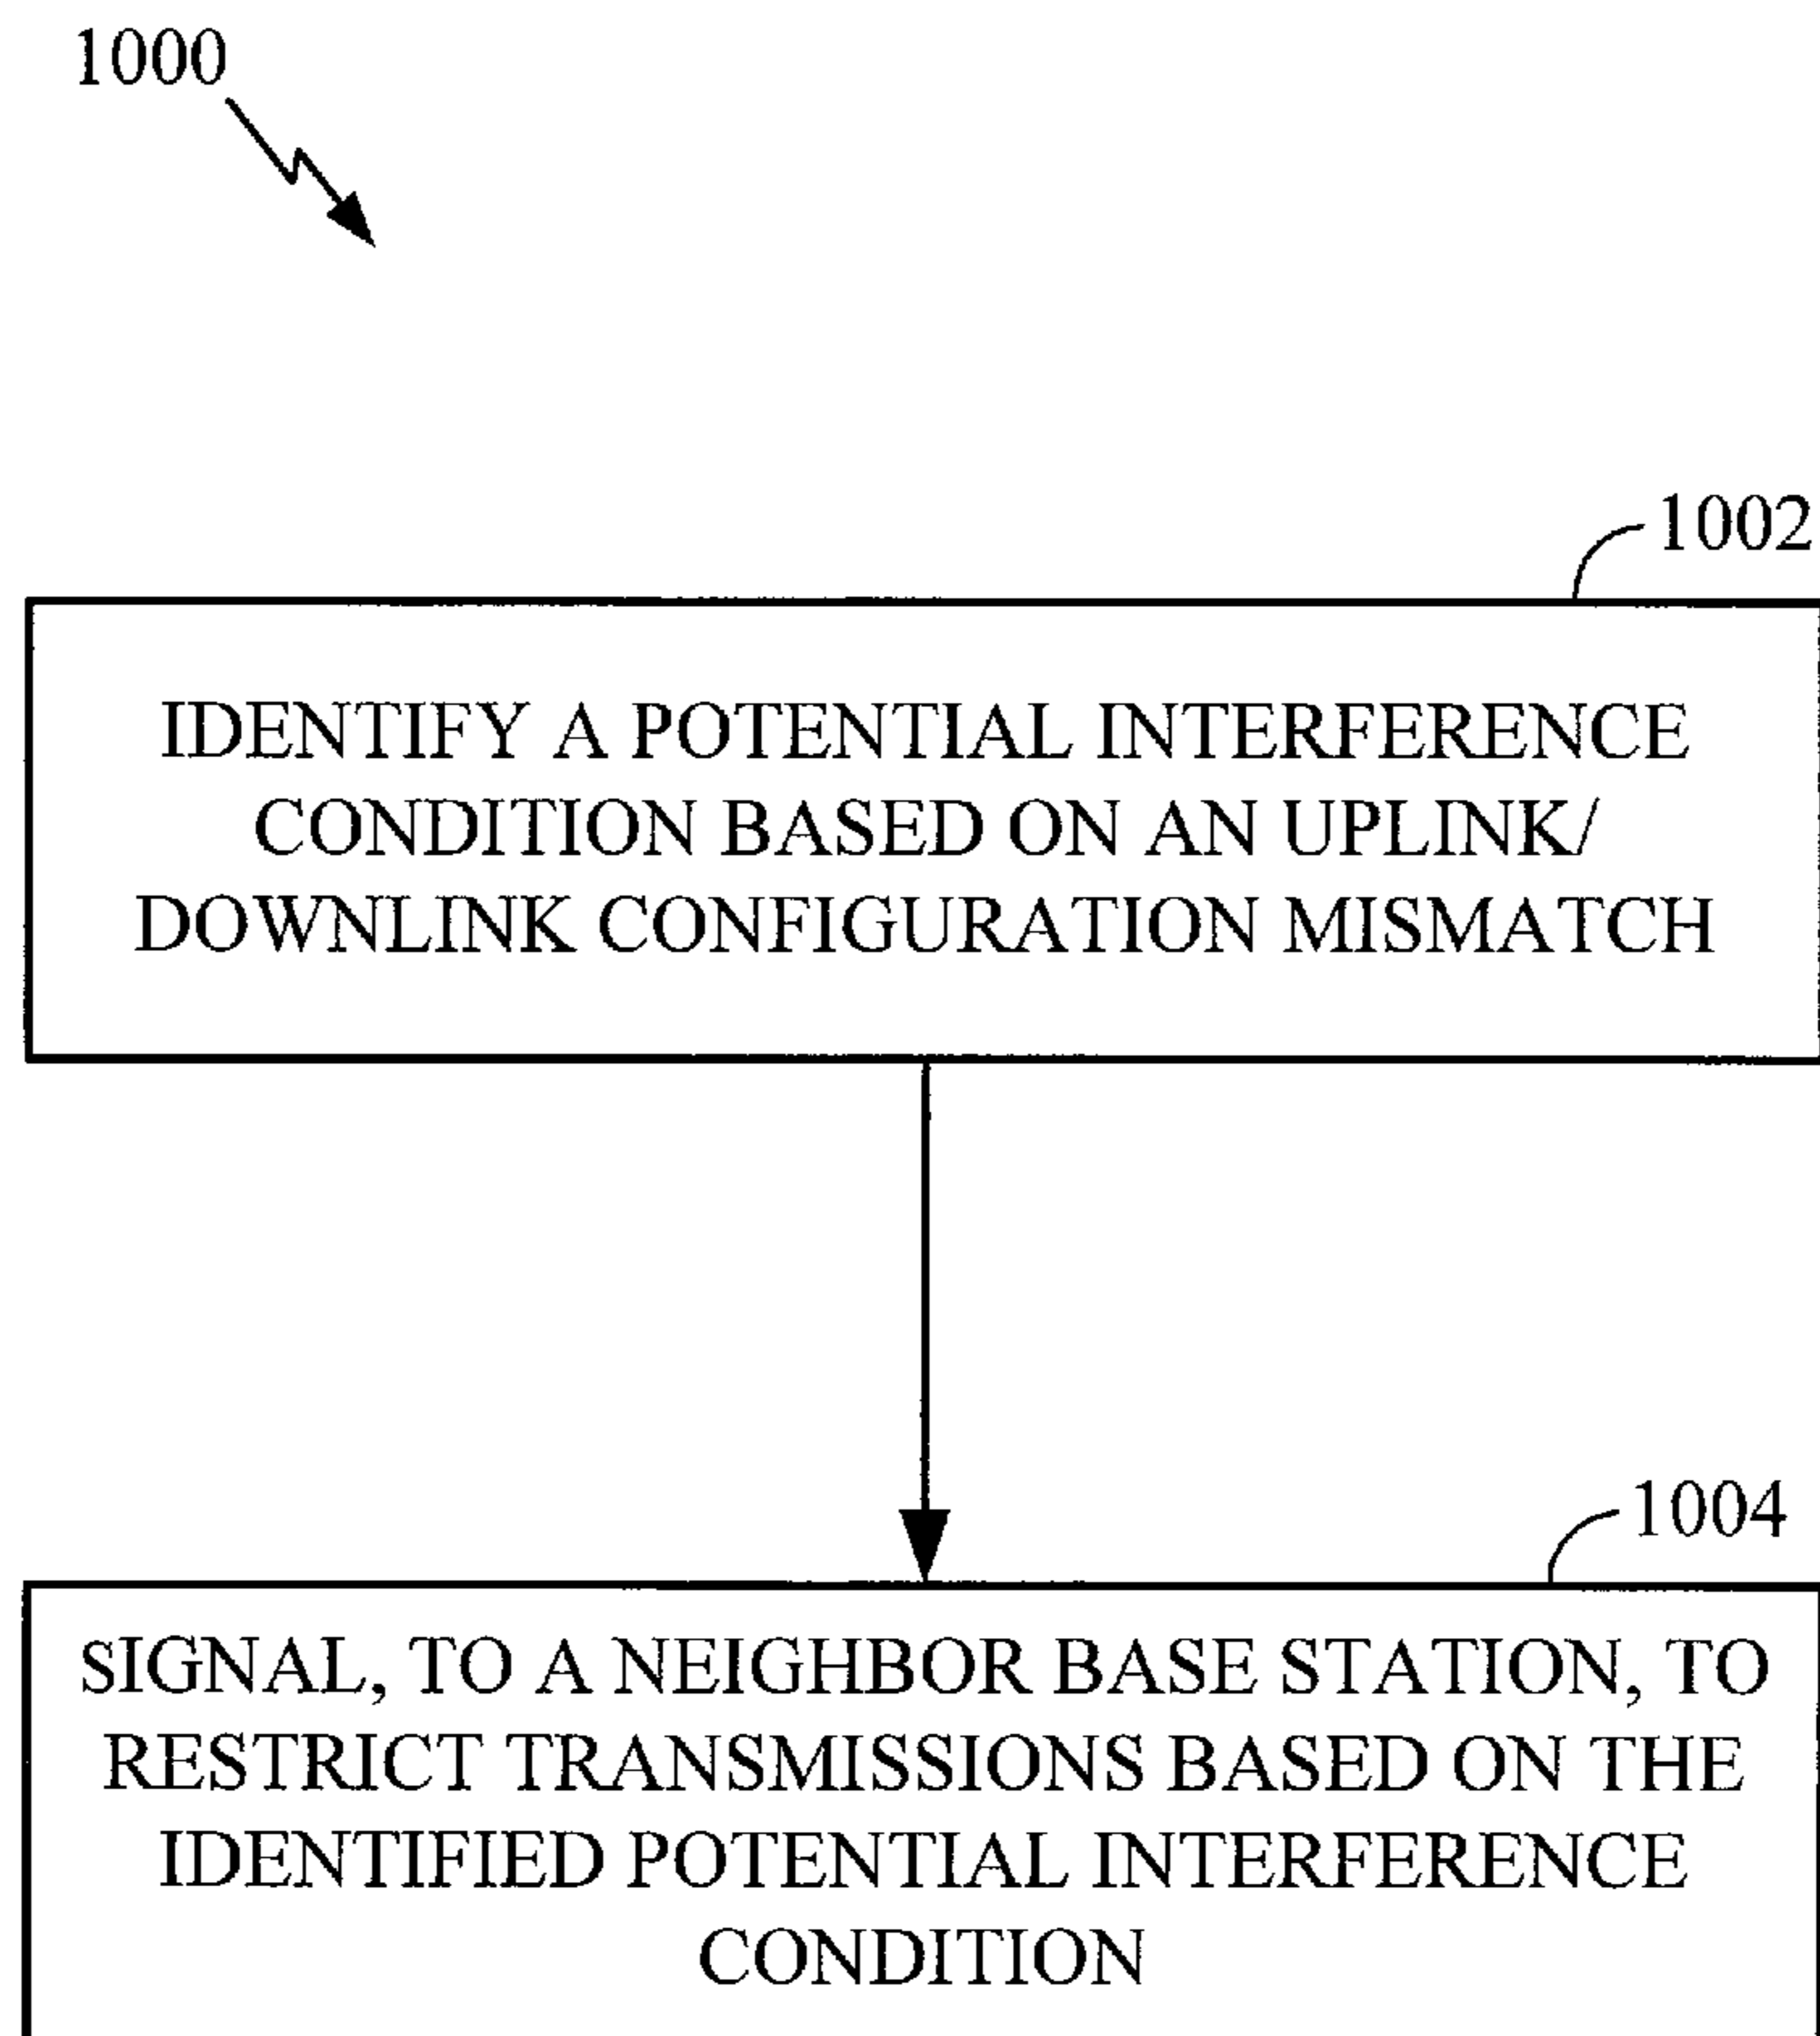 1000
1002
IDENTIFY A POTENTIAL INTERFERENCE
CONDITION BASED ON AN UPLINK/
DOWNLINK CONFIGURATION MISMATCH
1004
SIGNAL, TO A NEIGHBOR BASE STATION, TO
RESTRICT TRANSMISSIONS BASED ON THE
IDENTIFIED POTENTIAL INTERFERENCE
CONDITION